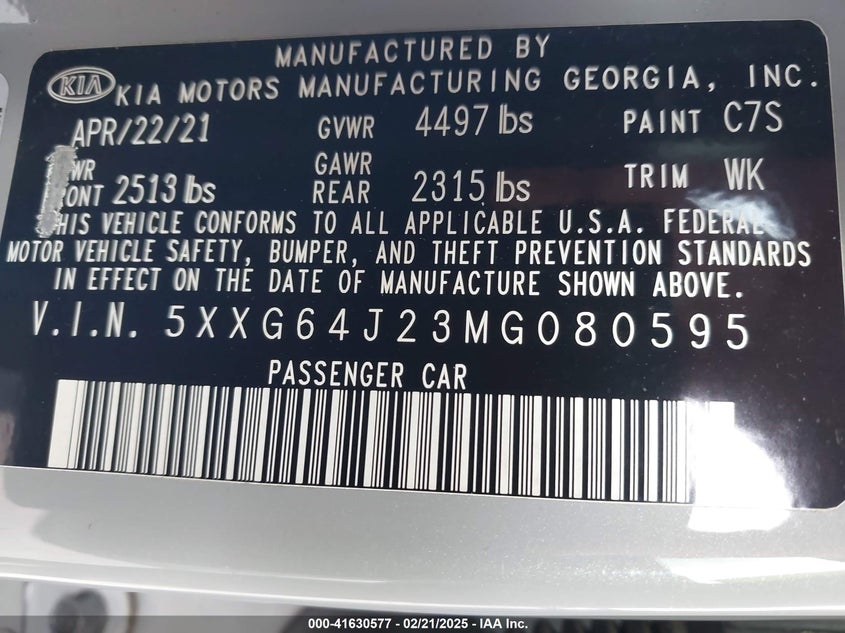 MANUFACTURED BY
KIA KIA MOTORS MANUFACTURING GEORGIA, INC.
APR/22/21 GVWR 4497 lbs PAINT C7S
WR GAWR
ONT 2513 lbs REAR 2315 lbs TRIM WK
HIS VEHICLE CONFORMS TO ALL APPLICABLE U.S.A. FEDERAL
MOTOR VEHICLE SAFETY, BUMPER, AND THEFT PREVENTION STANDARDS
IN EFFECT ON THE DATE OF MANUFACTURE SHOWN ABOVE.
V.I.N. 5XXG64J23MG080595
PASSENGER CAR
000-41630577 - 02/21/2025 - IAA Inc.